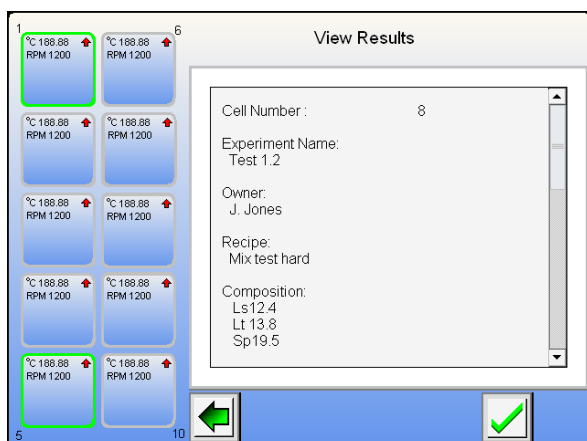 1
6
°C 188.88
RPM 1200
°C 188.88
RPM 1200
°C 188.88
RPM 1200
°C 188.88
RPM 1200
°C 188.88
RPM 1200
°C 188.88
RPM 1200
°C 188.88
RPM 1200
°C 188.88
RPM 1200
°C 188.88
RPM 1200
°C 188.88
RPM 1200
5
10
View Results
Cell Number : 8
Experiment Name:
Test 1.2
Owner:
J. Jones
Recipe:
Mix test hard
Composition:
Ls12.4
Lt 13.8
Sp19.5